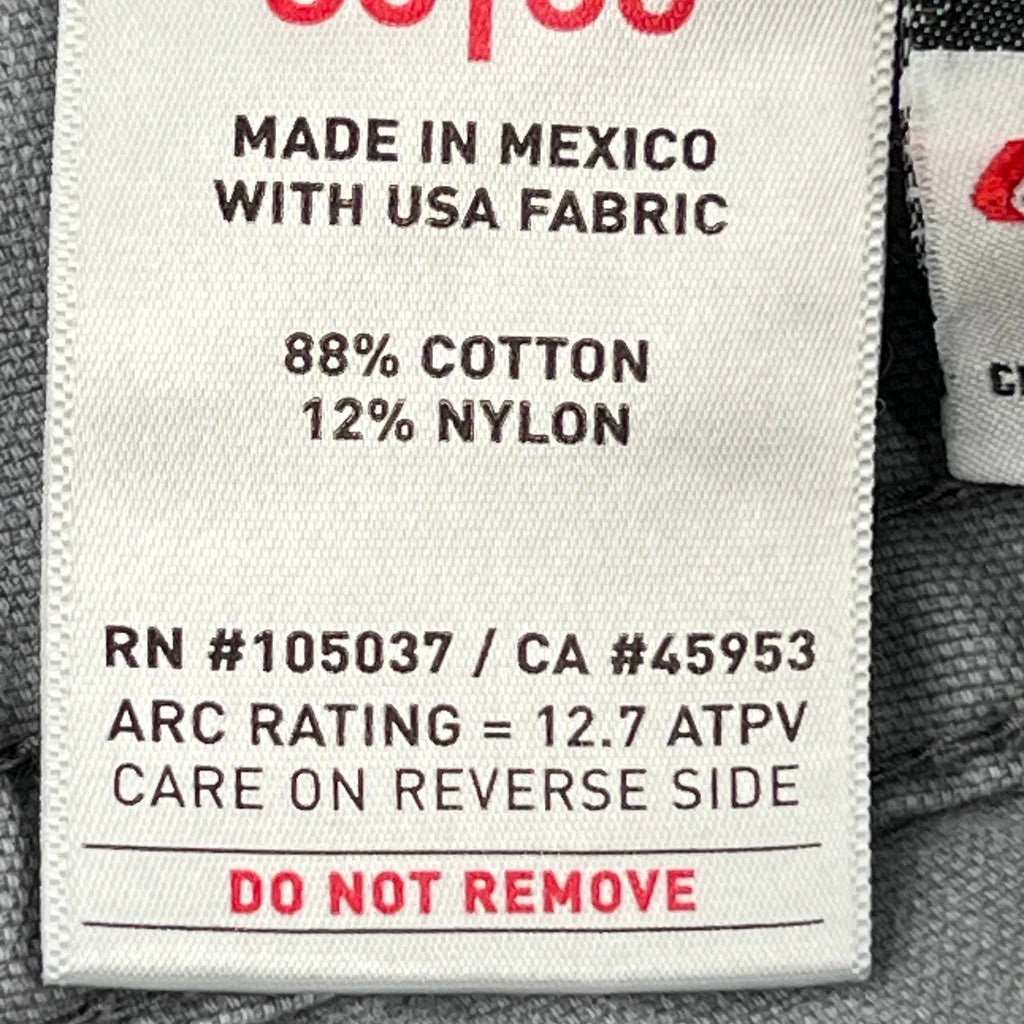 MADE IN MEXICO
WITH USA FABRIC
88% COTTON
12% NYLON
RN #105037 / CA #45953
ARC RATING = 12.7 ATPV
CARE ON REVERSE SIDE
DO NOT REMOVE